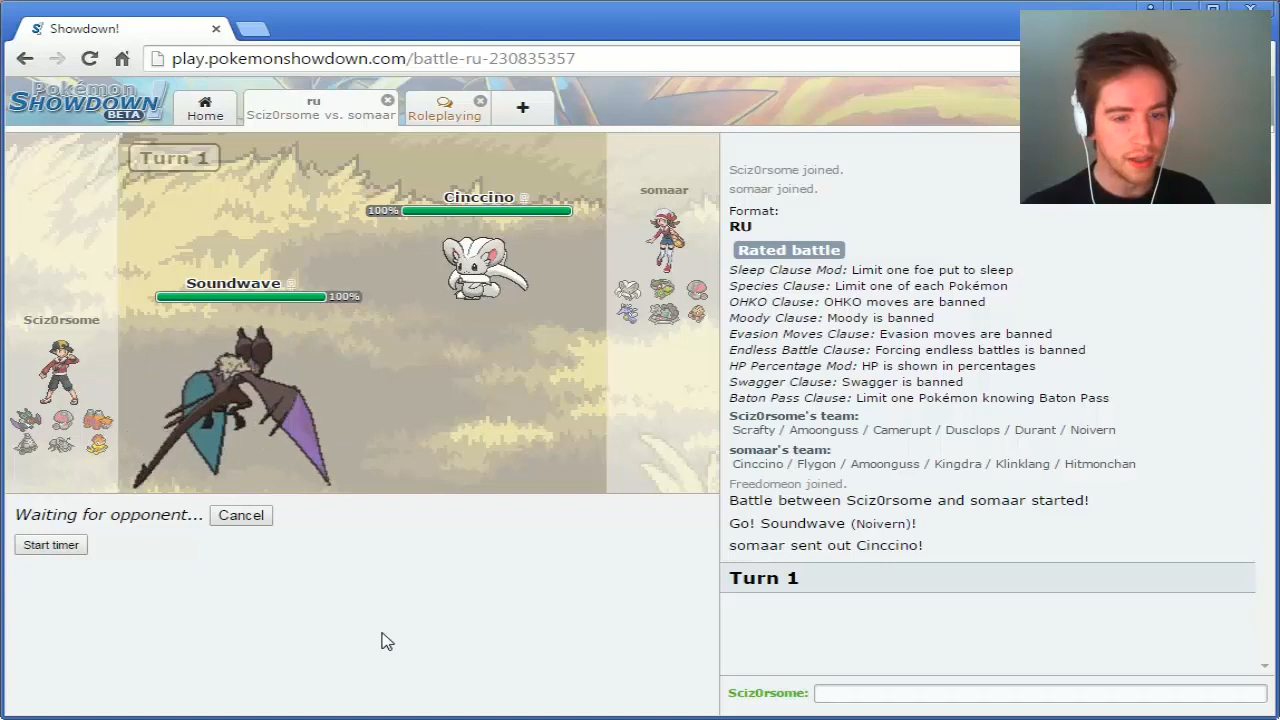 Showdown!
play.pokemonshowdown.com/battle-ru-230835357
Pokémon
SHOWDOWN!
BETA
Home
ru
Sciz0rsome vs. somaar
Roleplaying
Turn 1
Cinccino
100%
Soundwave
100%
Sciz0rsome
somaar
Waiting for opponent... Cancel
Start timer
Sciz0rsome joined.
somaar joined.
Format:
RU
Rated battle
Sleep Clause Mod: Limit one foe put to sleep
Species Clause: Limit one of each Pokémon
OHKO Clause: OHKO moves are banned
Moody Clause: Moody is banned
Evasion Moves Clause: Evasion moves are banned
Endless Battle Clause: Forcing endless battles is banned
HP Percentage Mod: HP is shown in percentages
Swagger Clause: Swagger is banned
Baton Pass Clause: Limit one Pokémon knowing Baton Pass
Sciz0rsome's team:
Scrafty / Amoonguss / Camerupt / Dusclops / Durant / Noivern
somaar's team:
Cinccino / Flygon / Amoonguss / Kingdra / Klinklang / Hitmonchan
Freedomeon joined.
Battle between Sciz0rsome and somaar started!
Go! Soundwave (Noivern)!
somaar sent out Cinccino!
Turn 1
Sciz0rsome: